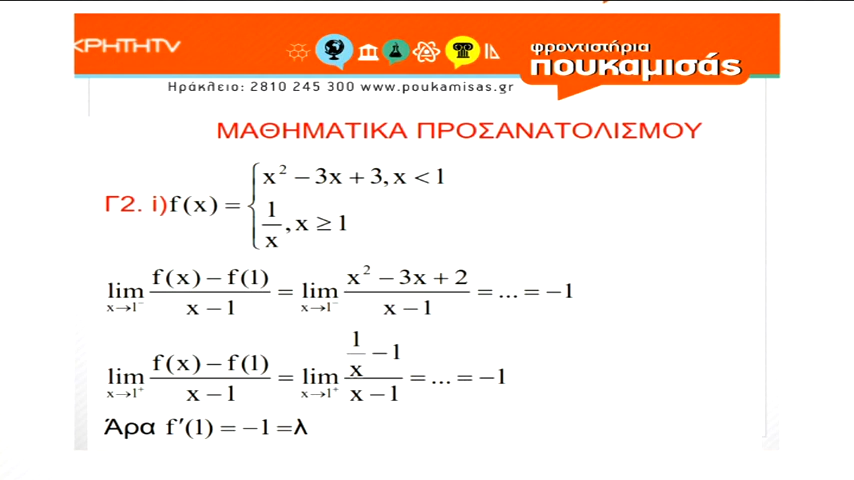 ΚΡΗΤΗTV
φροντιστήρια
πουκαμισάς
Ηράκλειο: 2810 245 300 www.poukamisas.gr
ΜΑΘΗΜΑΤΙΚΑ ΠΡΟΣΑΝΑΤΟΛΙΣΜΟΥ
Γ2. i) f(x) = { x² − 3x + 3, x < 1
1/x, x ≥ 1
lim x→1⁻ (f(x) − f(1))/(x − 1) = lim x→1⁻ (x² − 3x + 2)/(x − 1) = ... = −1
lim x→1⁺ (f(x) − f(1))/(x − 1) = lim x→1⁺ (1/x − 1)/(x − 1) = ... = −1
Άρα f′(1) = −1 =λ